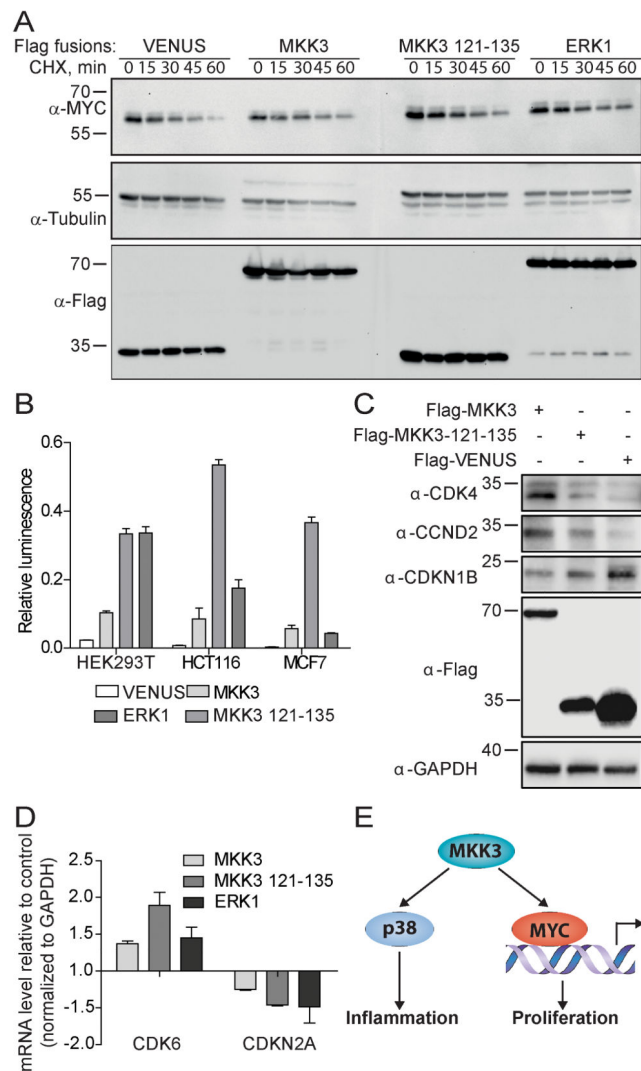 A
Flag fusions: VENUS MKK3 MKK3 121-135 ERK1
CHX, min 0 15 30 45 60 0 15 30 45 60 0 15 30 45 60 0 15 30 45 60
70
α-MYC
55
55
α-Tubulin
70
α-Flag
35
B
Relative luminescence
0.6
0.4
0.2
0.0
HEK293T HCT116 MCF7
VENUS MKK3
ERK1 MKK3 121-135
C
Flag-MKK3 + - -
Flag-MKK3-121-135 - + -
Flag-VENUS - - +
α-CDK4 35
α-CCND2 35
α-CDKN1B 25
70
α-Flag
35
40
α-GAPDH
D
mRNA level relative to control
(normalized to GAPDH)
2.5
2.0
1.5
1.0
-1.5
-2.0
MKK3
MKK3 121-135
ERK1
CDK6 CDKN2A
E
MKK3
p38 MYC
Inflammation Proliferation